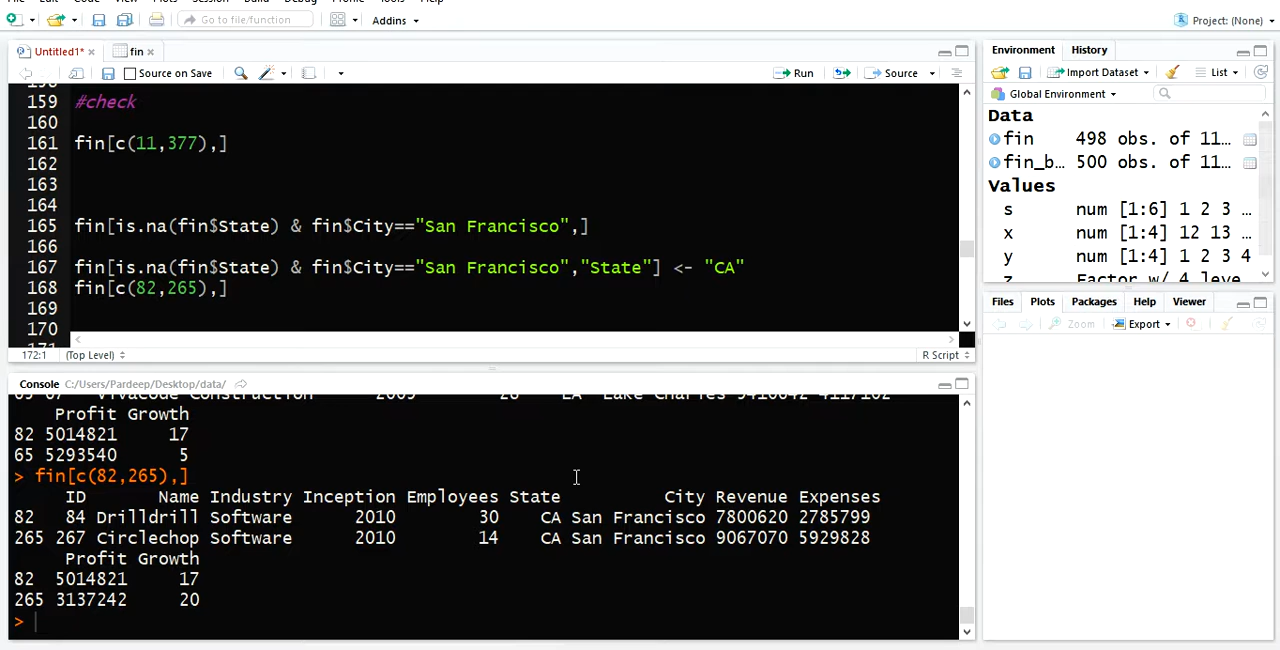 Go to file/function
Addins
Project: (None)
Untitled1*
fin
Source on Save
Run
Source
159 #check
160
161 fin[c(11,377),]
162
163
164
165 fin[is.na(fin$State) & fin$City=="San Francisco",]
166
167 fin[is.na(fin$State) & fin$City=="San Francisco","State"] <- "CA"
168 fin[c(82,265),]
169
170
172:1 (Top Level) R Script
Console C:/Users/Pardeep/Desktop/data/
Profit Growth
82 5014821 17
65 5293540 5
> fin[c(82,265),]
ID Name Industry Inception Employees State City Revenue Expenses
82 84 Drilldrill Software 2010 30 CA San Francisco 7800620 2785799
265 267 Circlechop Software 2010 14 CA San Francisco 9067070 5929828
Profit Growth
82 5014821 17
265 3137242 20
>
Environment History
Import Dataset List
Global Environment
Data
fin 498 obs. of 11…
fin_b… 500 obs. of 11…
Values
s num [1:6] 1 2 3 …
x num [1:4] 12 13 …
y num [1:4] 1 2 3 4
z Factor w/ 4 leve
Files Plots Packages Help Viewer
Zoom Export